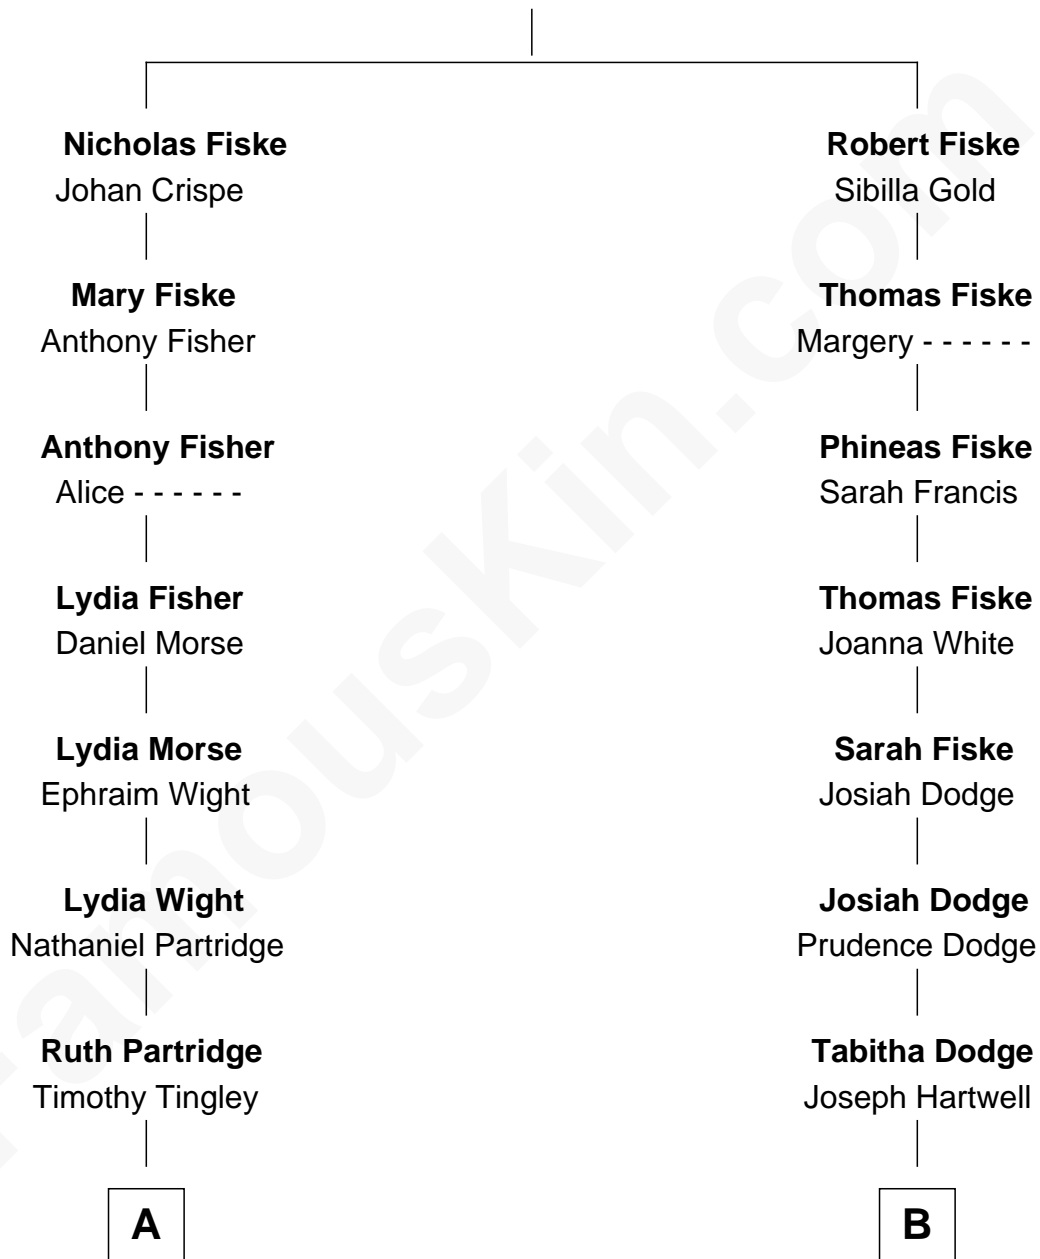 Nicholas Fiske
Johan Crispe
Mary Fiske
Anthony Fisher
Anthony Fisher
Alice - - - - - -
Lydia Fisher
Daniel Morse
Lydia Morse
Ephraim Wight
Lydia Wight
Nathaniel Partridge
Ruth Partridge
Timothy Tingley
A
Robert Fiske
Sibilla Gold
Thomas Fiske
Margery - - - - - -
Phineas Fiske
Sarah Francis
Thomas Fiske
Joanna White
Sarah Fiske
Josiah Dodge
Josiah Dodge
Prudence Dodge
Tabitha Dodge
Joseph Hartwell
B
FamousKin.com